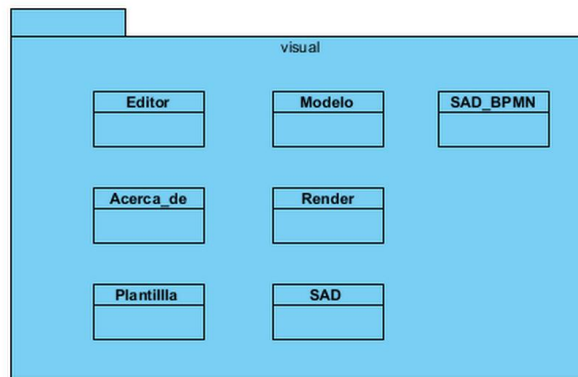 visual
Editor
Modelo
SAD_BPMN
Acerca_de
Render
Plantillla
SAD